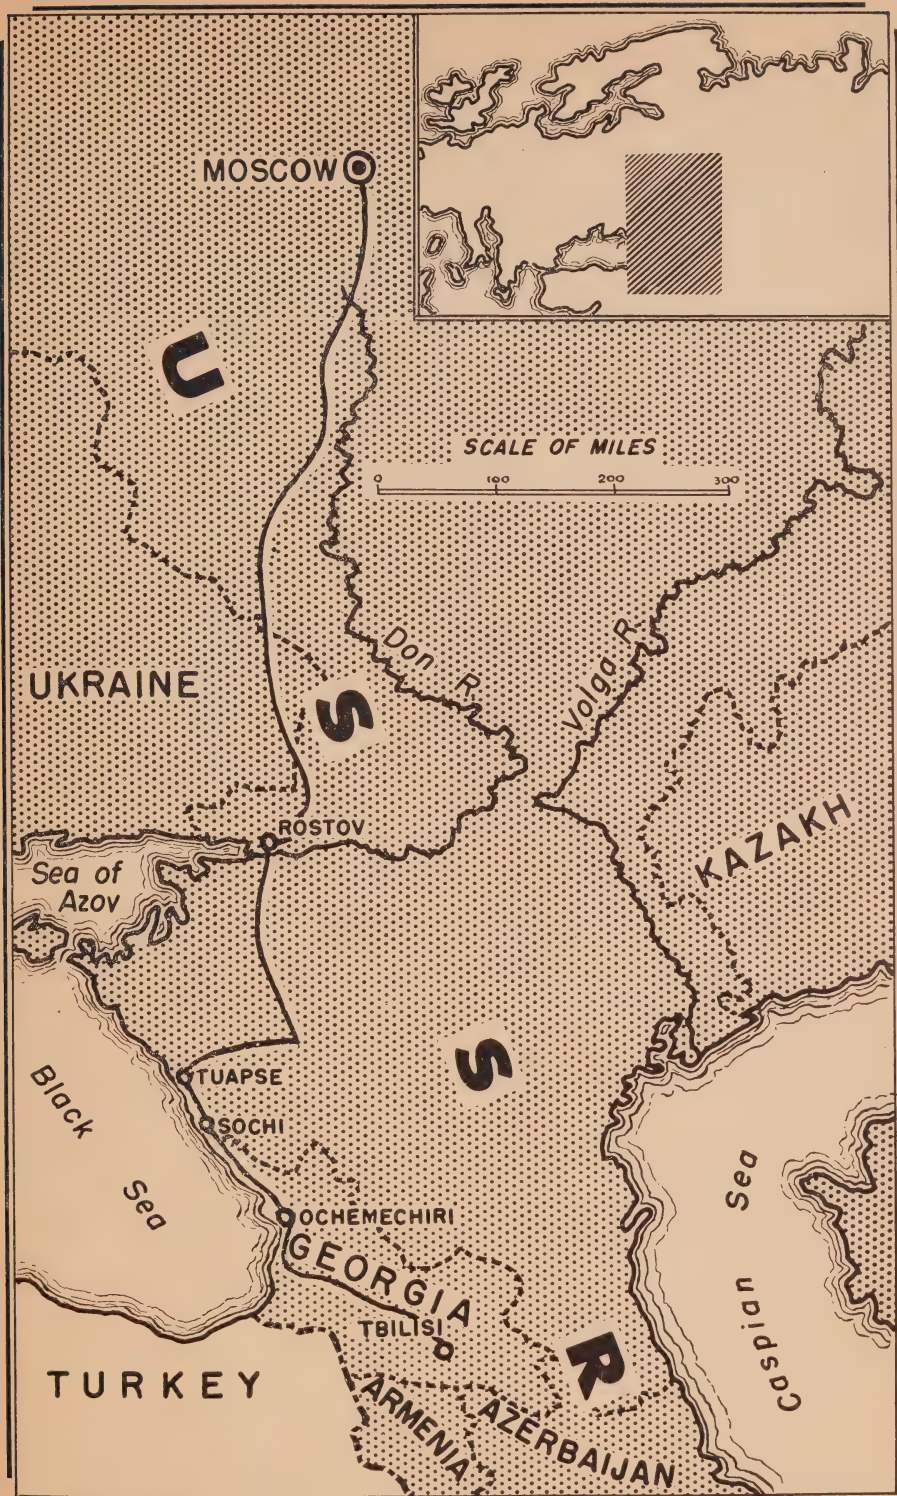 MOSCOW
U
SCALE OF MILES
0 100 200 300
Don R.
Volga R.
UKRAINE
S
ROSTOV
KAZAKH
Sea of
Azov
S
TUAPSE
Black
Sea
SOCHI
OCHEMECHIRI
GEORGIA
TBILISI
R
Caspian Sea
TURKEY
ARMENIA
AZERBAIJAN